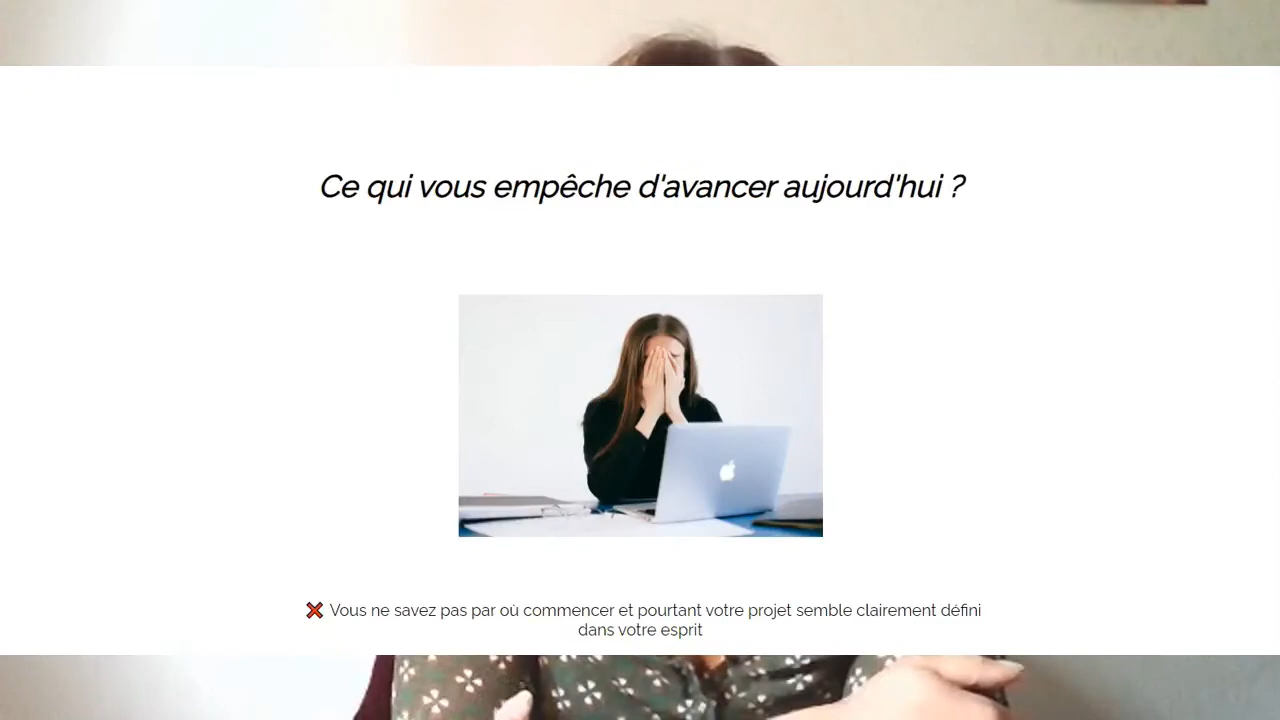 Ce qui vous empêche d'avancer aujourd'hui ?
❌ Vous ne savez pas par où commencer et pourtant votre projet semble clairement défini
dans votre esprit